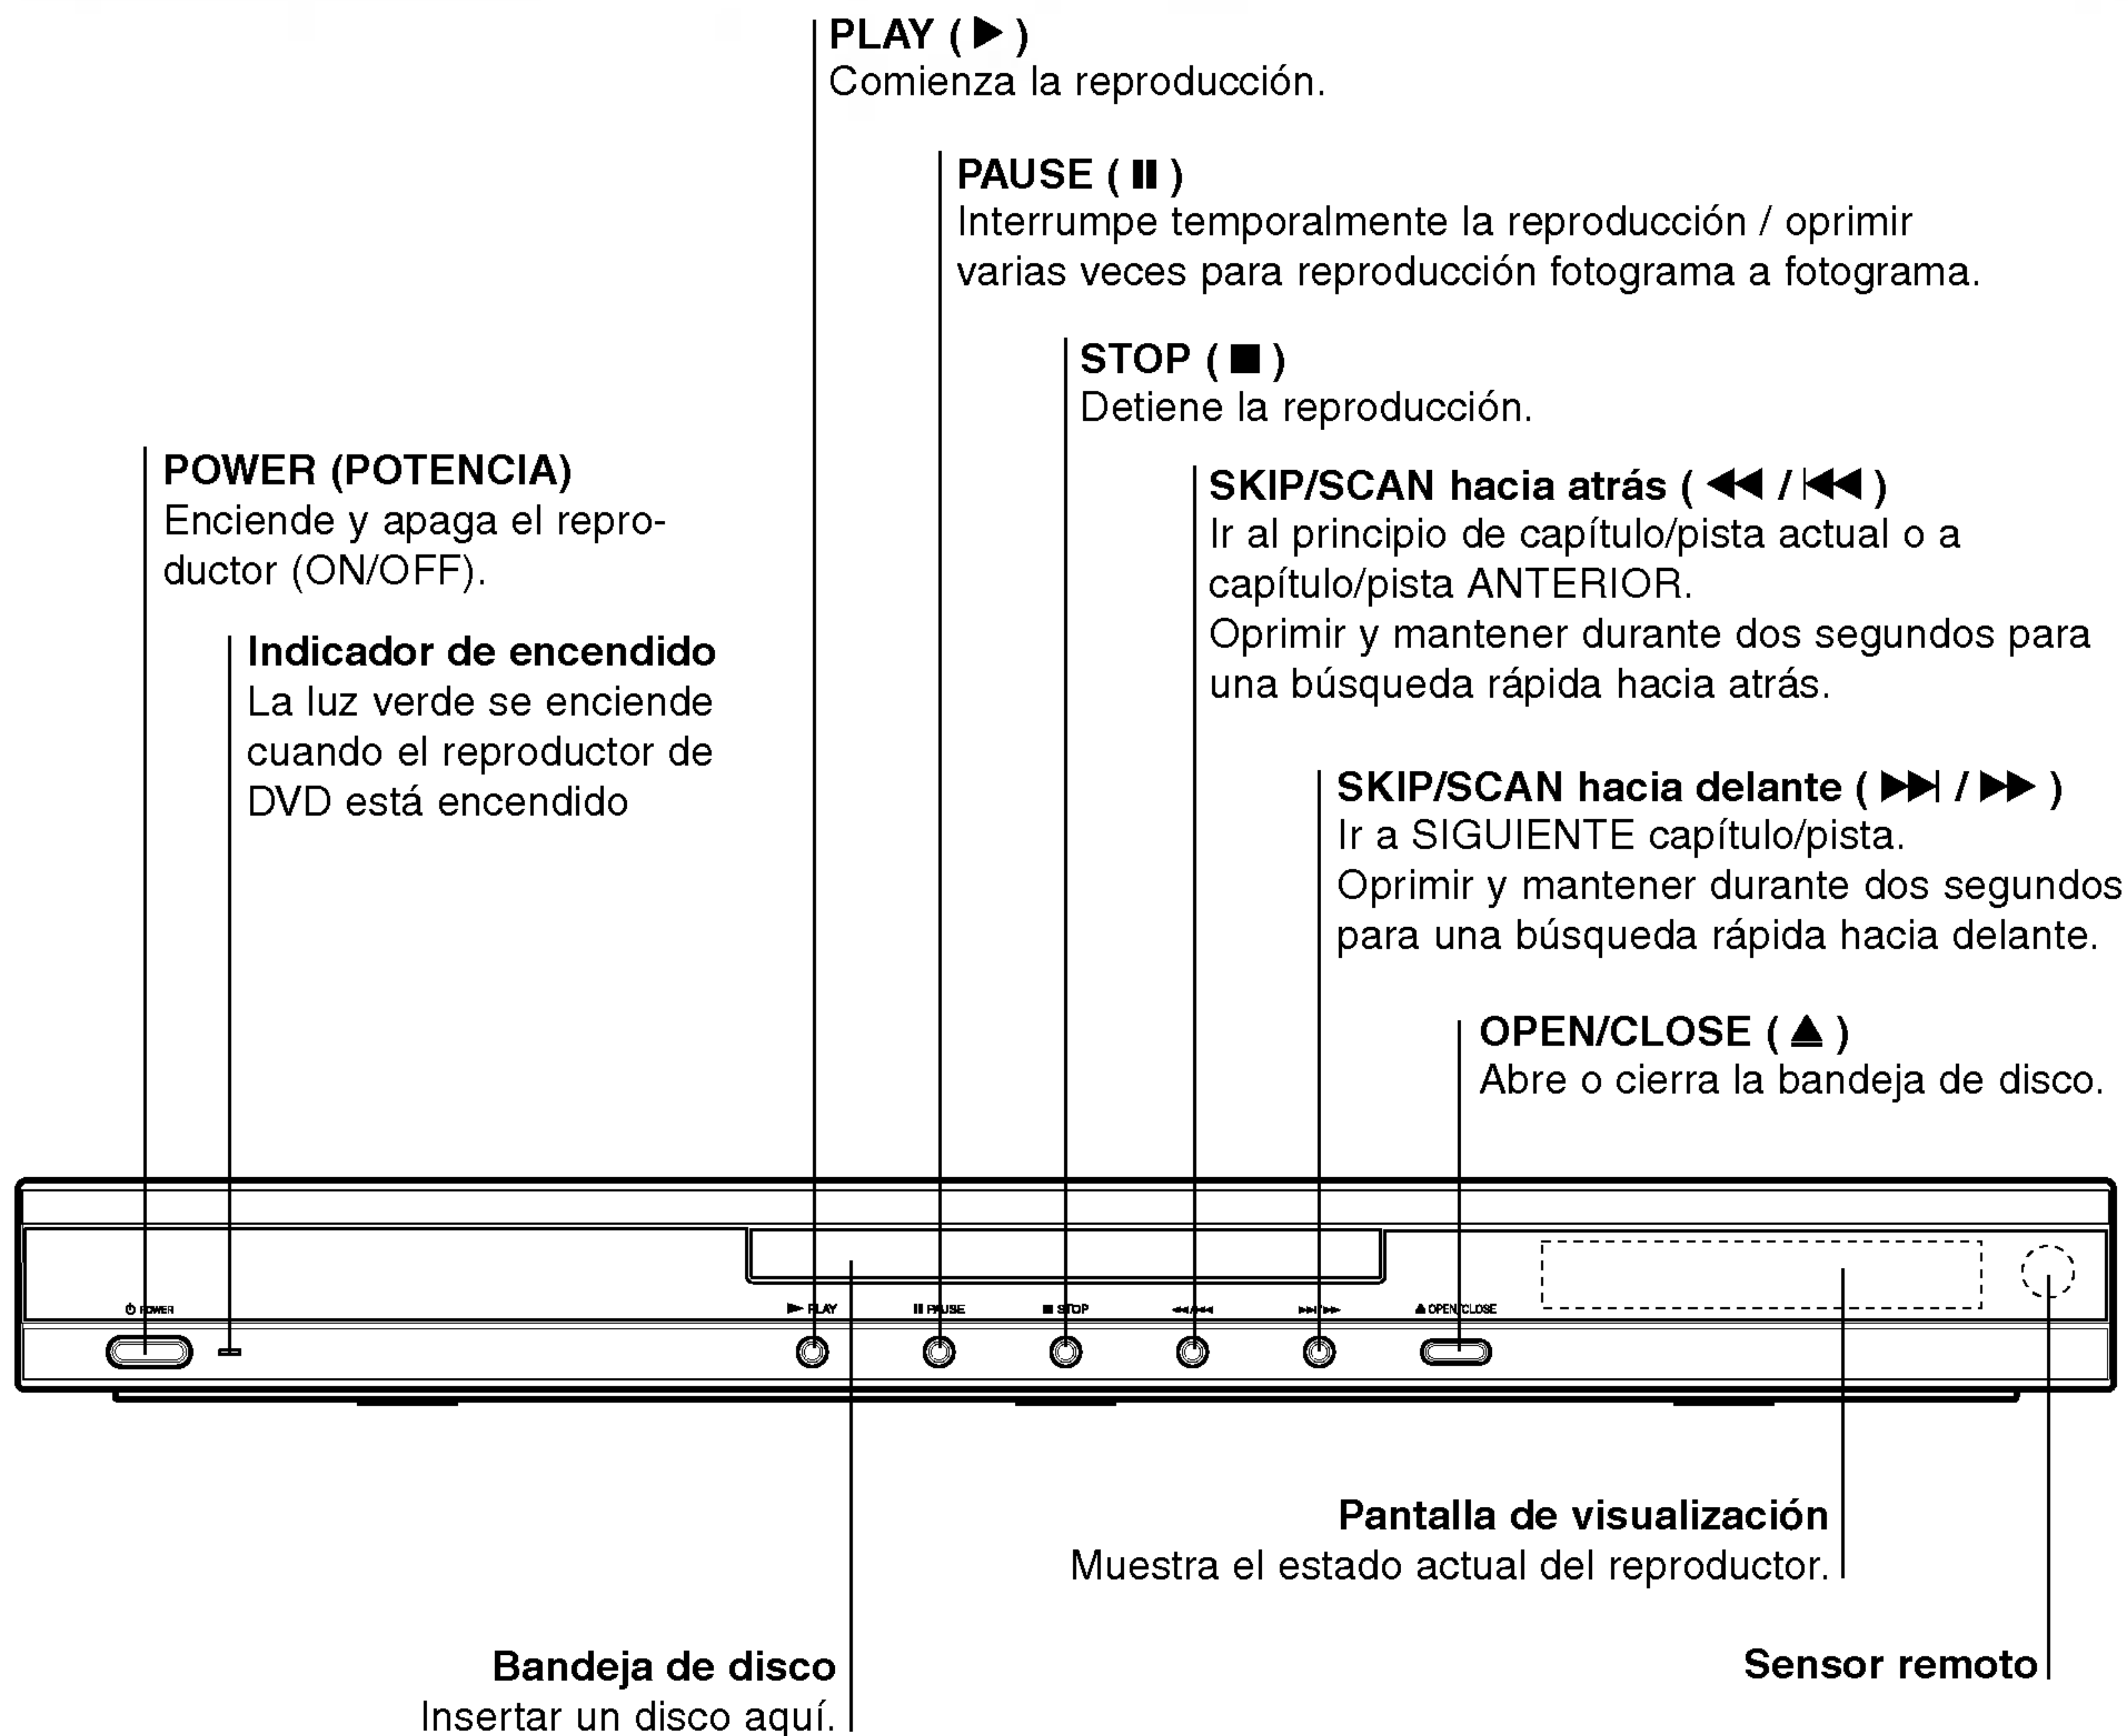 PLAY ( ▶ )
Comienza la reproducción.
PAUSE ( ❚❚ )
Interrumpe temporalmente la reproducción / oprimir
varias veces para reproducción fotograma a fotograma.
STOP ( ■ )
Detiene la reproducción.
POWER (POTENCIA)
Enciende y apaga el repro-
ductor (ON/OFF).
SKIP/SCAN hacia atrás ( ◀◀ / |◀◀ )
Ir al principio de capítulo/pista actual o a
capítulo/pista ANTERIOR.
Oprimir y mantener durante dos segundos para
una búsqueda rápida hacia atrás.
Indicador de encendido
La luz verde se enciende
cuando el reproductor de
DVD está encendido
SKIP/SCAN hacia delante ( ▶▶| / ▶▶ )
Ir a SIGUIENTE capítulo/pista.
Oprimir y mantener durante dos segundos
para una búsqueda rápida hacia delante.
OPEN/CLOSE ( ▲ )
Abre o cierra la bandeja de disco.
⏻ POWER
▶ PLAY
❚❚ PAUSE
■ STOP
◀◀/|◀◀
▶▶|/▶▶
▲ OPEN/CLOSE
Pantalla de visualización
Muestra el estado actual del reproductor.
Bandeja de disco
Insertar un disco aquí.
Sensor remoto